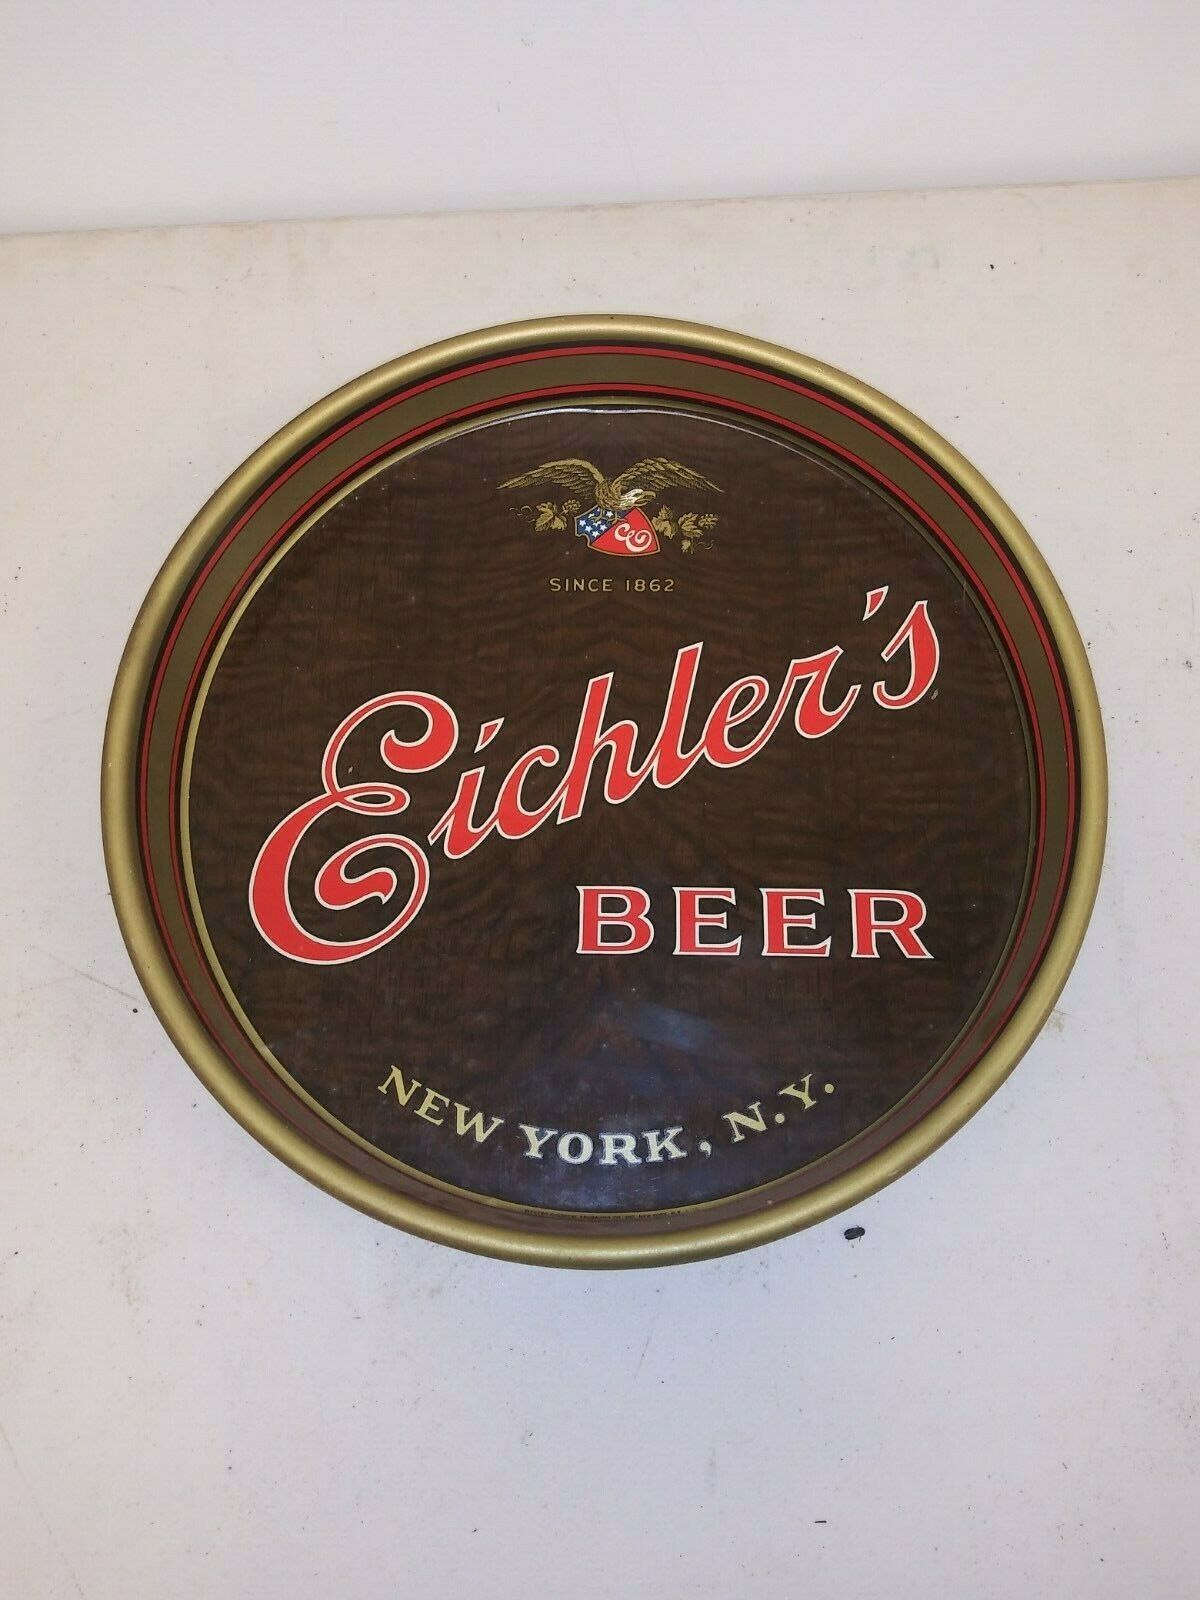 E
SINCE 1862
Eichler's
BEER
NEW YORK, N.Y.